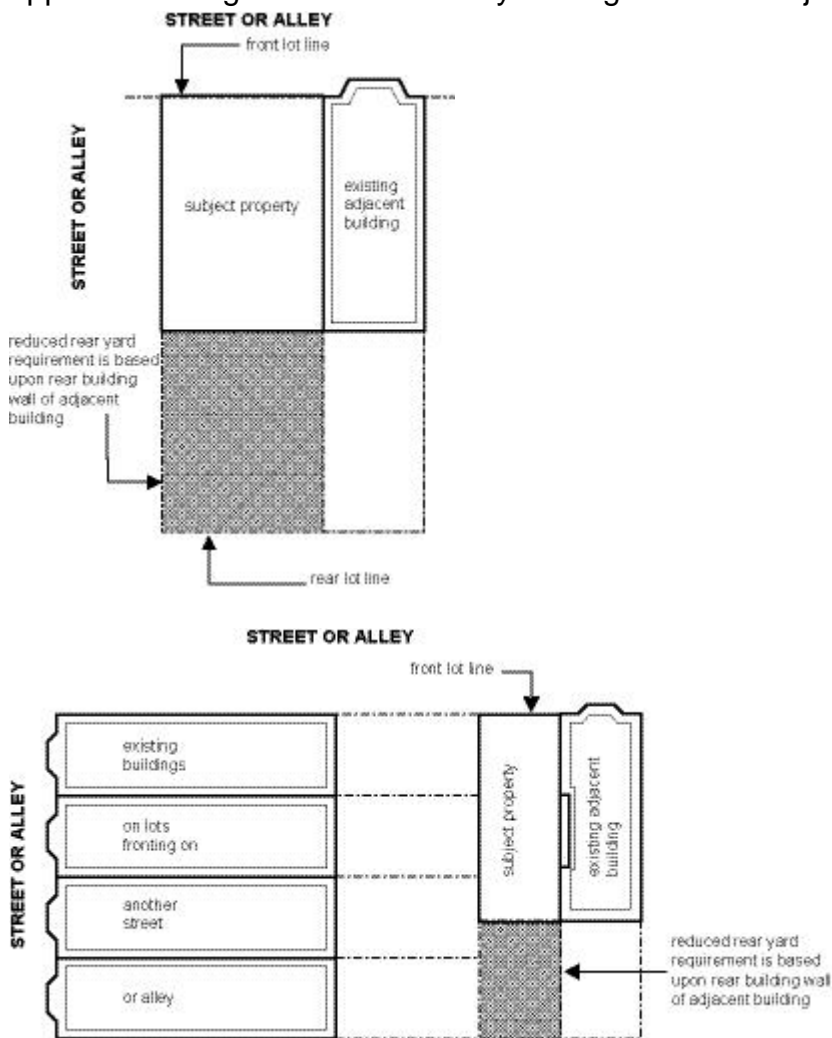 STREET OR ALLEY
front lot line
STREET OR ALLEY
subject property
existing
adjacent
building
reduced rear yard
requirement is based
upon rear building
wall of adjacent
building
rear lot line
STREET OR ALLEY
front lot line
STREET OR ALLEY
existing
buildings
on lots
fronting on
another
street
or alley
subject property
existing adjacent
building
reduced rear yard
requirement is based
upon rear building wall
of adjacent building